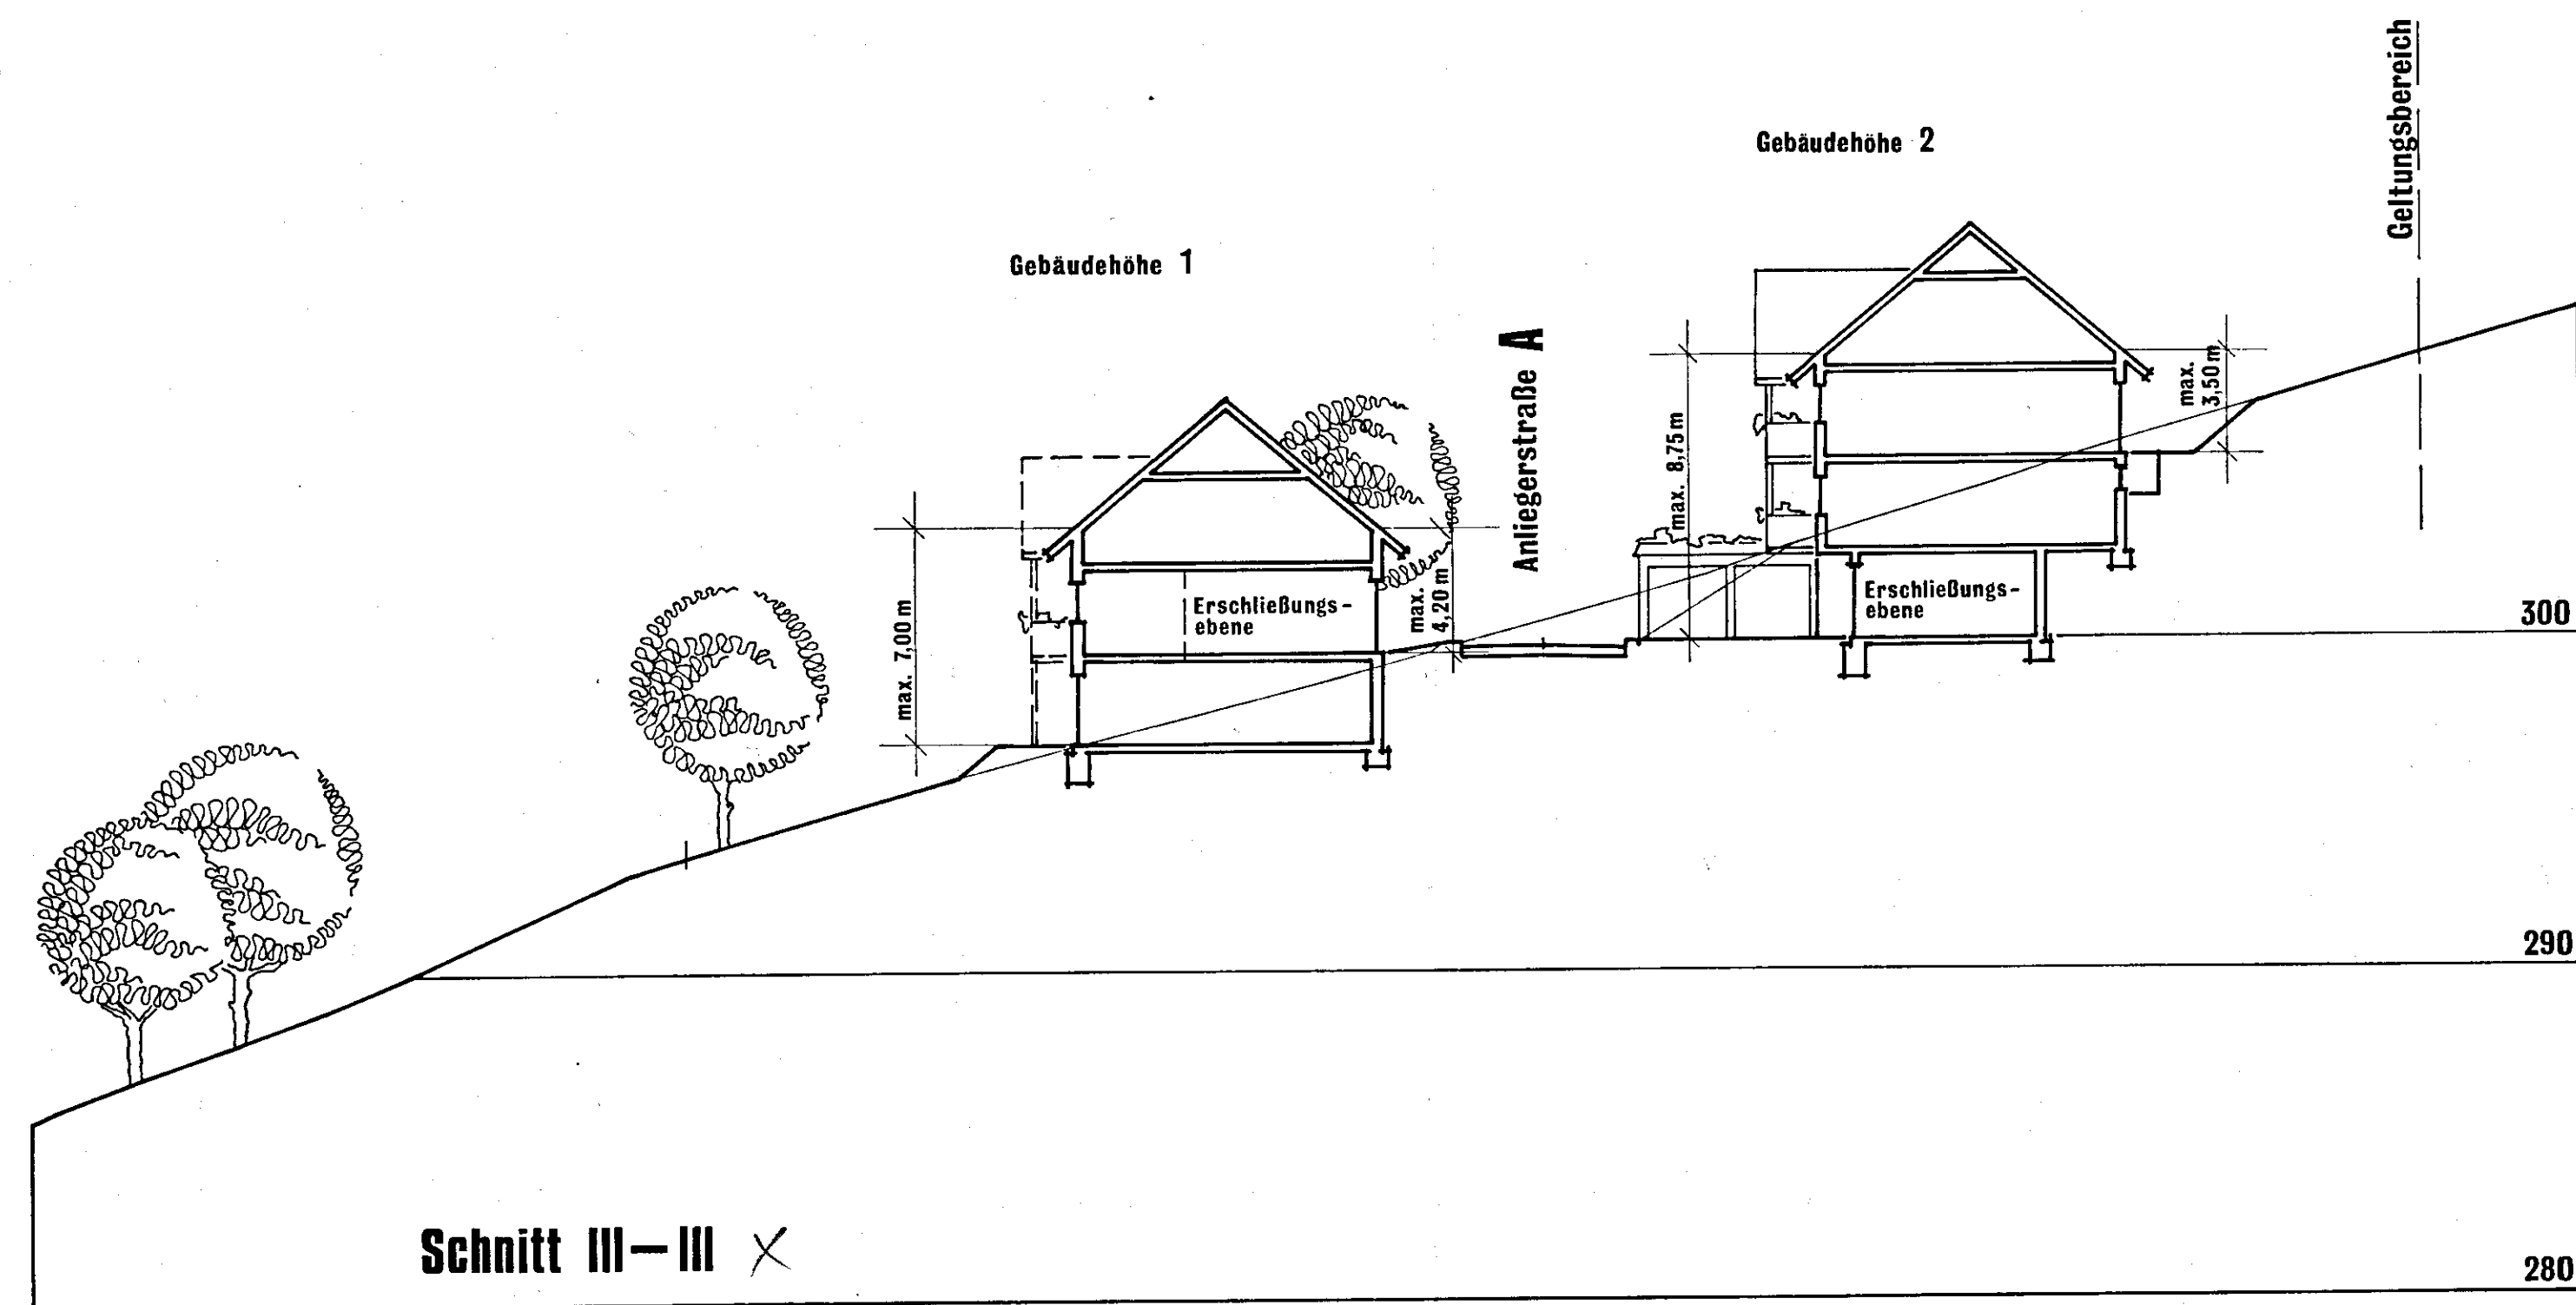 Geltungsbereich
Gebäudehöhe 2
Gebäudehöhe 1
Anliegerstraße A
max. 8,75 m
max.
3,50 m
max. 7,00 m
Erschließungs-
ebene
max.
4,20 m
Erschließungs-
ebene
300
290
Schnitt III-III X
280